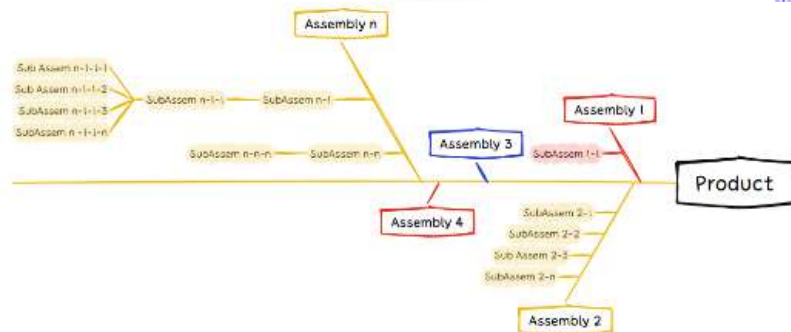 Assembly n
Sub Assem n-1-1-1
Sub Assem n-1-1-2
SubAssem n-1-1-3
SubAssem n -1-1-n
SubAssem n-1-1
SubAssem n-1
SubAssem n-n-n
SubAssem n-n
Assembly 3
Assembly 1
SubAssem 1-1
Product
Assembly 4
SubAssem 2-1
SubAssem 2-2
Sub Assem 2-3
SubAssem 2-n
Assembly 2